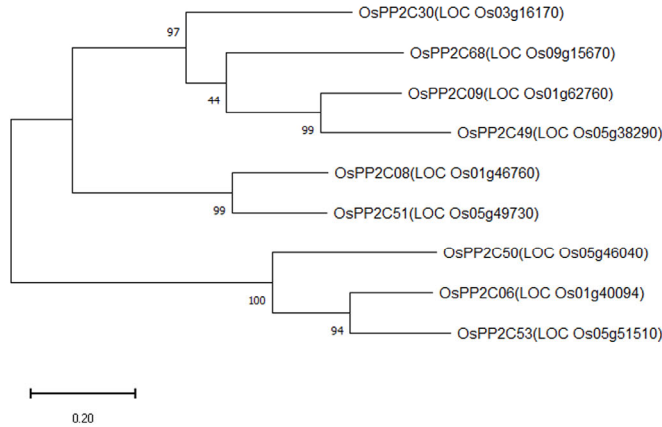 97
OsPP2C30(LOC Os03g16170)
OsPP2C68(LOC Os09g15670)
44
OsPP2C09(LOC Os01g62760)
99
OsPP2C49(LOC Os05g38290)
OsPP2C08(LOC Os01g46760)
99
OsPP2C51(LOC Os05g49730)
OsPP2C50(LOC Os05g46040)
100
OsPP2C06(LOC Os01g40094)
94
OsPP2C53(LOC Os05g51510)
0.20